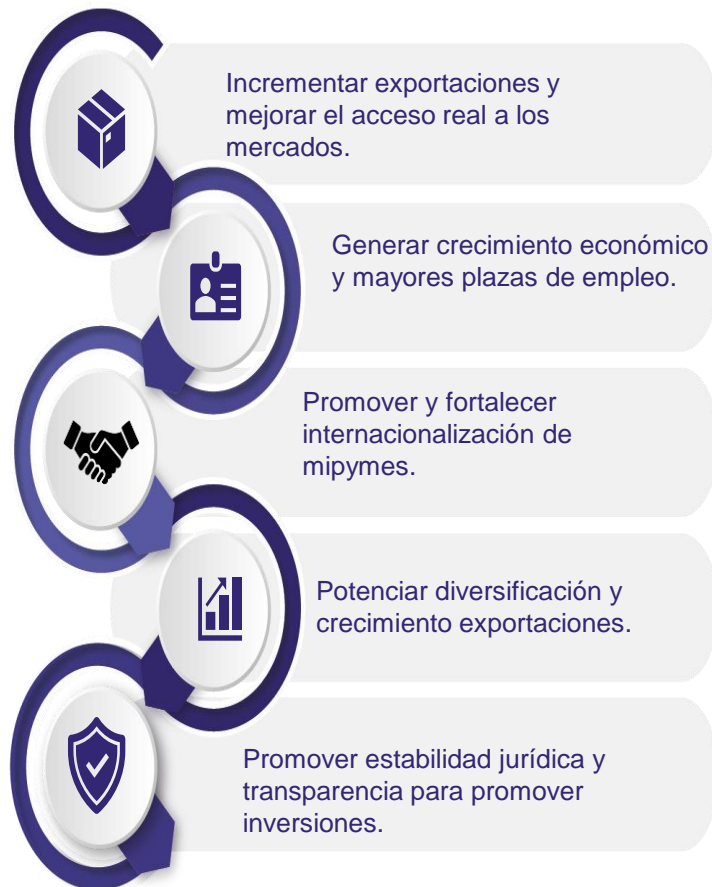 Incrementar exportaciones y
mejorar el acceso real a los
mercados.
Generar crecimiento económico
y mayores plazas de empleo.
Promover y fortalecer
internacionalización de
mipymes.
Potenciar diversificación y
crecimiento exportaciones.
Promover estabilidad jurídica y
transparencia para promover
inversiones.